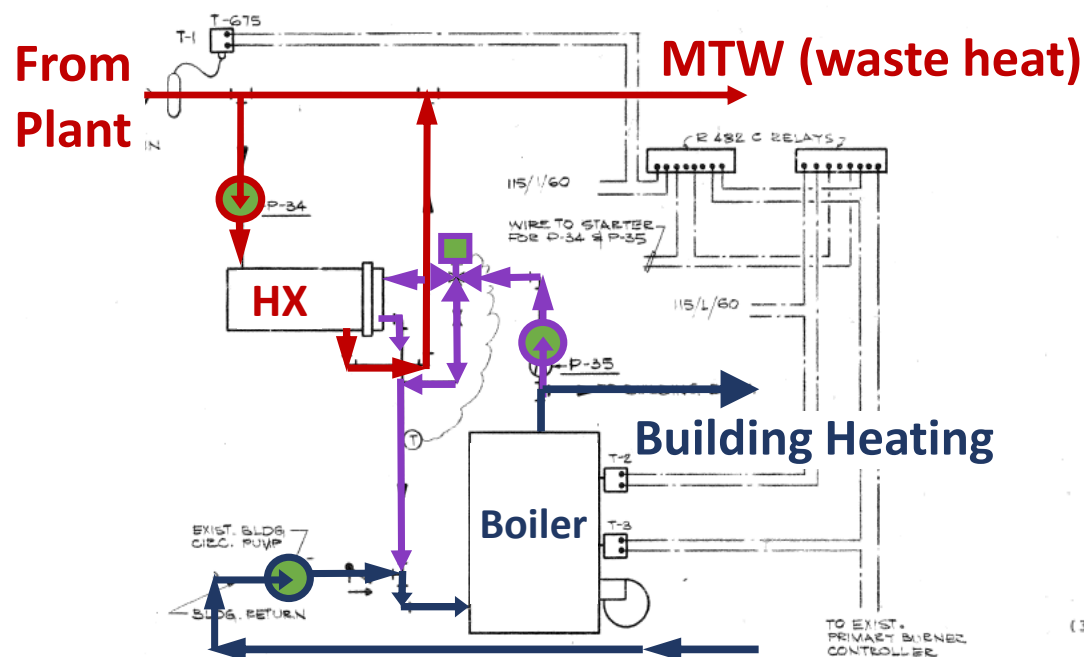 T-675
T-1
From
Plant
MTW (waste heat)
IN
R 482 C RELAYS
115/1/60
P-34
WIRE TO STARTER
FOR P-34 & P-35
HX
115/1/60
P-35
Building Heating
T
T-2
Boiler
T-3
EXIST. BLDG.
CIRC. PUMP
BLDG. RETURN
TO EXIST.
PRIMARY BURNER
CONTROLLER
(3